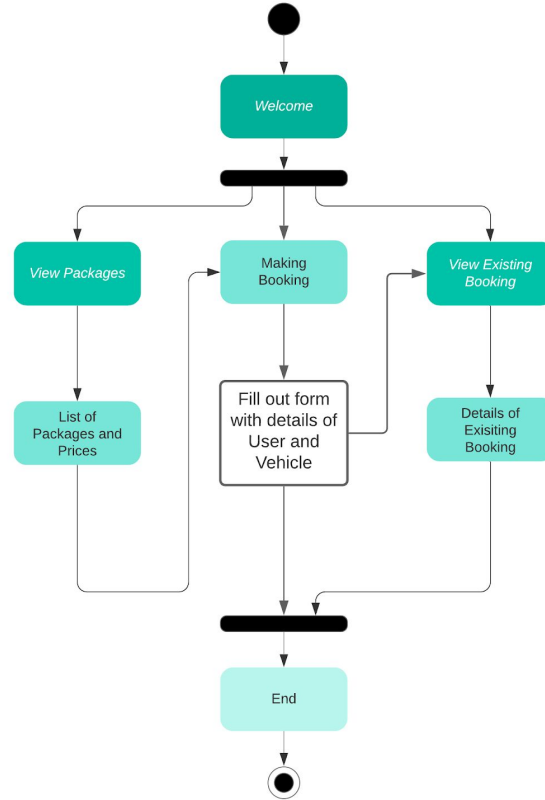 Welcome
View Packages
Making
Booking
View Existing
Booking
Fill out form
with details of
User and
Vehicle
List of
Packages and
Prices
Details of
Exisiting
Booking
End